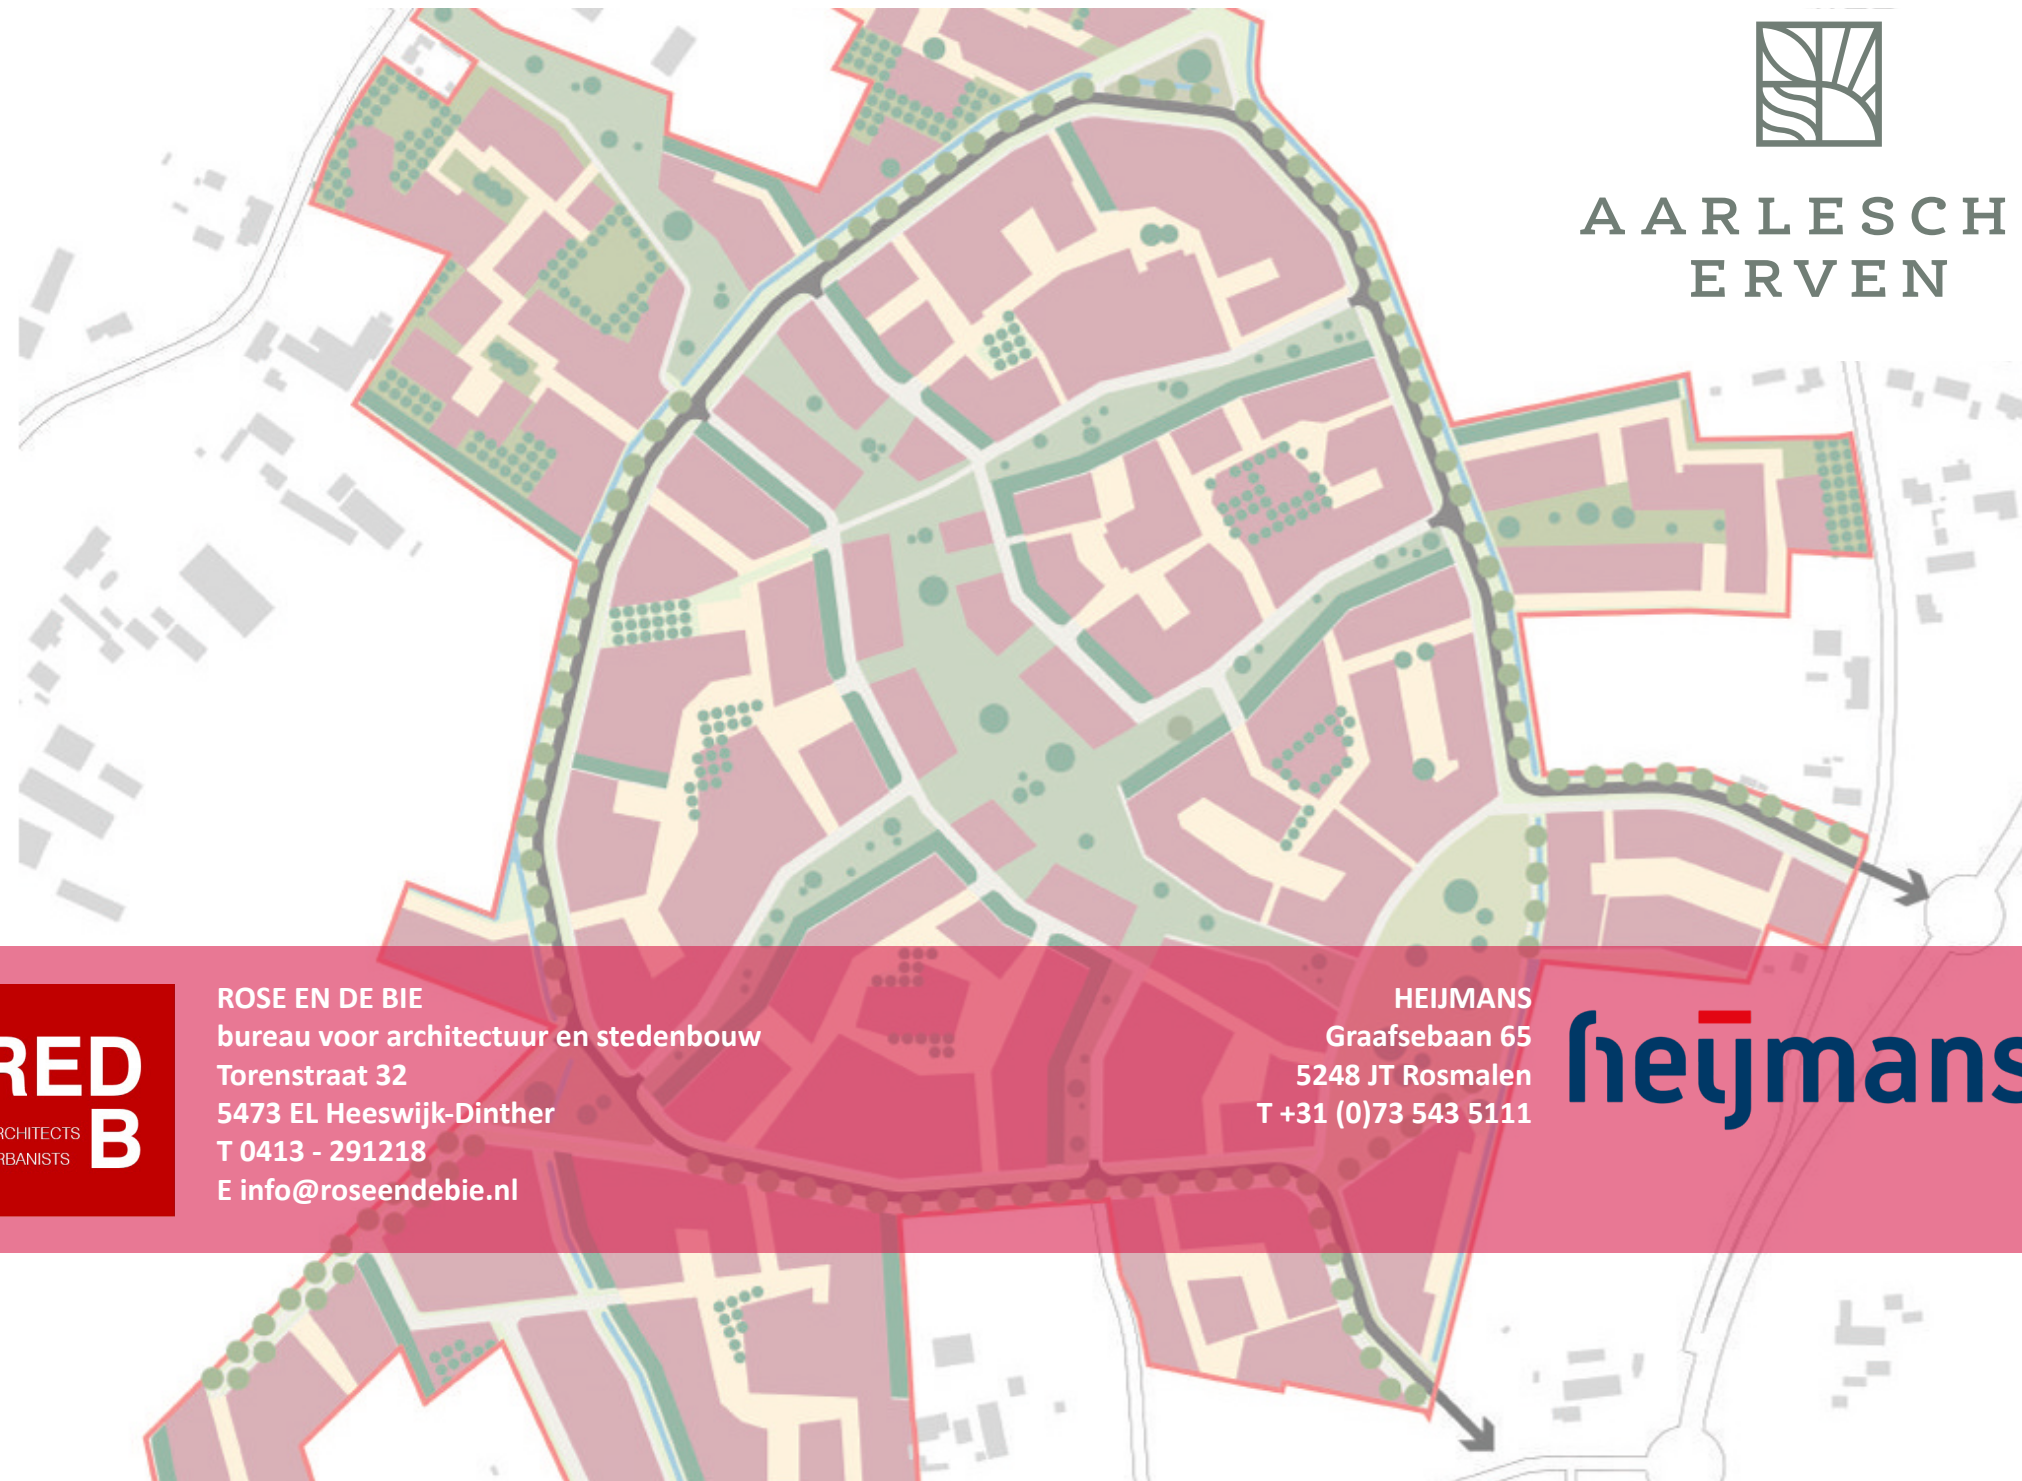 AARLESCH
ERVEN
RED
RCHITECTS
B
RBANISTS
ROSE EN DE BIE
bureau voor architectuur en stedenbouw
Torenstraat 32
5473 EL Heeswijk-Dinther
T 0413 - 291218
E info@roseendebie.nl
HEIJMANS
Graafsebaan 65
5248 JT Rosmalen
T +31 (0)73 543 5111
heijmans